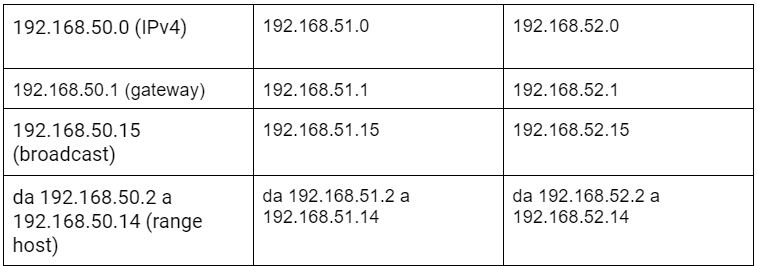 192.168.50.0 (IPv4)
192.168.51.0
192.168.52.0
192.168.50.1 (gateway)
192.168.51.1
192.168.52.1
192.168.50.15
(broadcast)
192.168.51.15
192.168.52.15
da 192.168.50.2 a
192.168.50.14 (range
host)
da 192.168.51.2 a
192.168.51.14
da 192.168.52.2 a
192.168.52.14